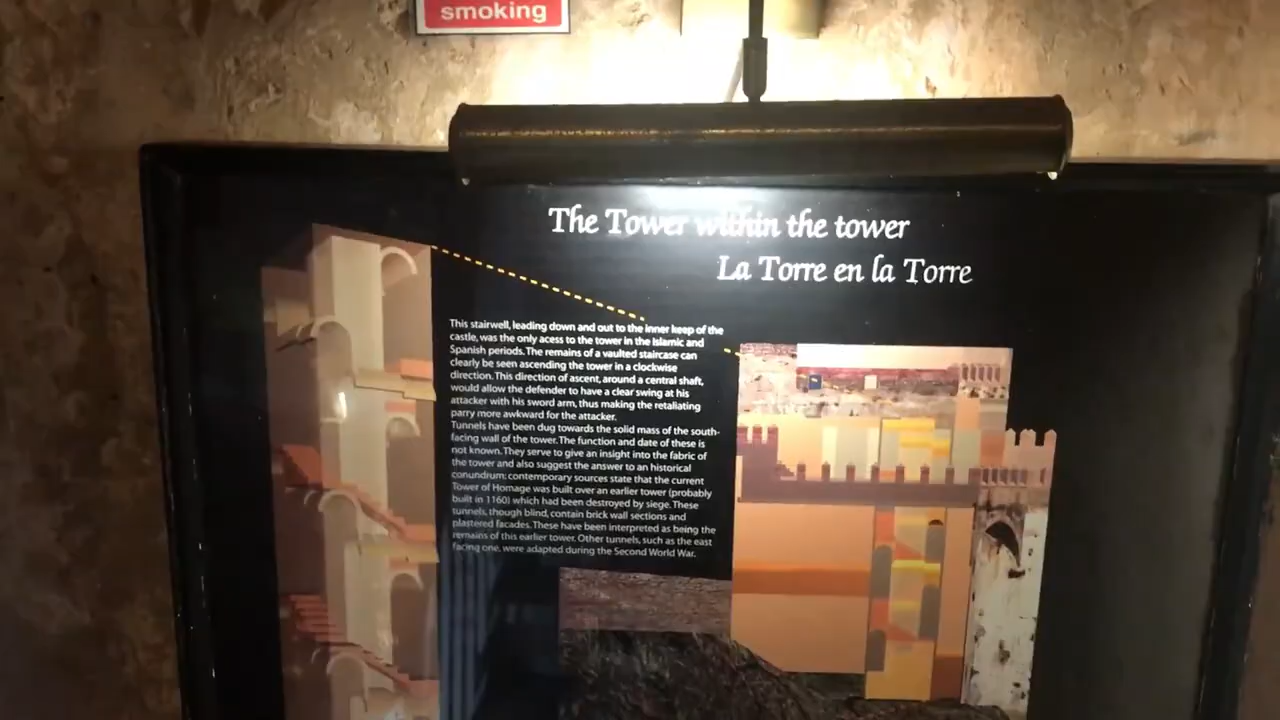 smoking
The Tower within the tower
La Torre en la Torre
This stairwell, leading down and out to the inner keep of the
castle, was the only acess to the tower in the Islamic and
Spanish periods. The remains of a vaulted staircase can
clearly be seen ascending the tower in a clockwise
direction. This direction of ascent, around a central shaft,
would allow the defender to have a clear swing at his
attacker with his sword arm, thus making the retaliating
parry more awkward for the attacker.
Tunnels have been dug towards the solid mass of the south-
facing wall of the tower. The function and date of these is
not known. They serve to give an insight into the fabric of
the tower and also suggest the answer to an historical
conundrum: contemporary sources state that the current
Tower of Homage was built over an earlier tower (probably
built in 1160) which had been destroyed by siege. These
tunnels, though blind, contain brick wall sections and
plastered facades. These have been interpreted as being the
remains of this earlier tower. Other tunnels, such as the east
facing one, were adapted during the Second World War.